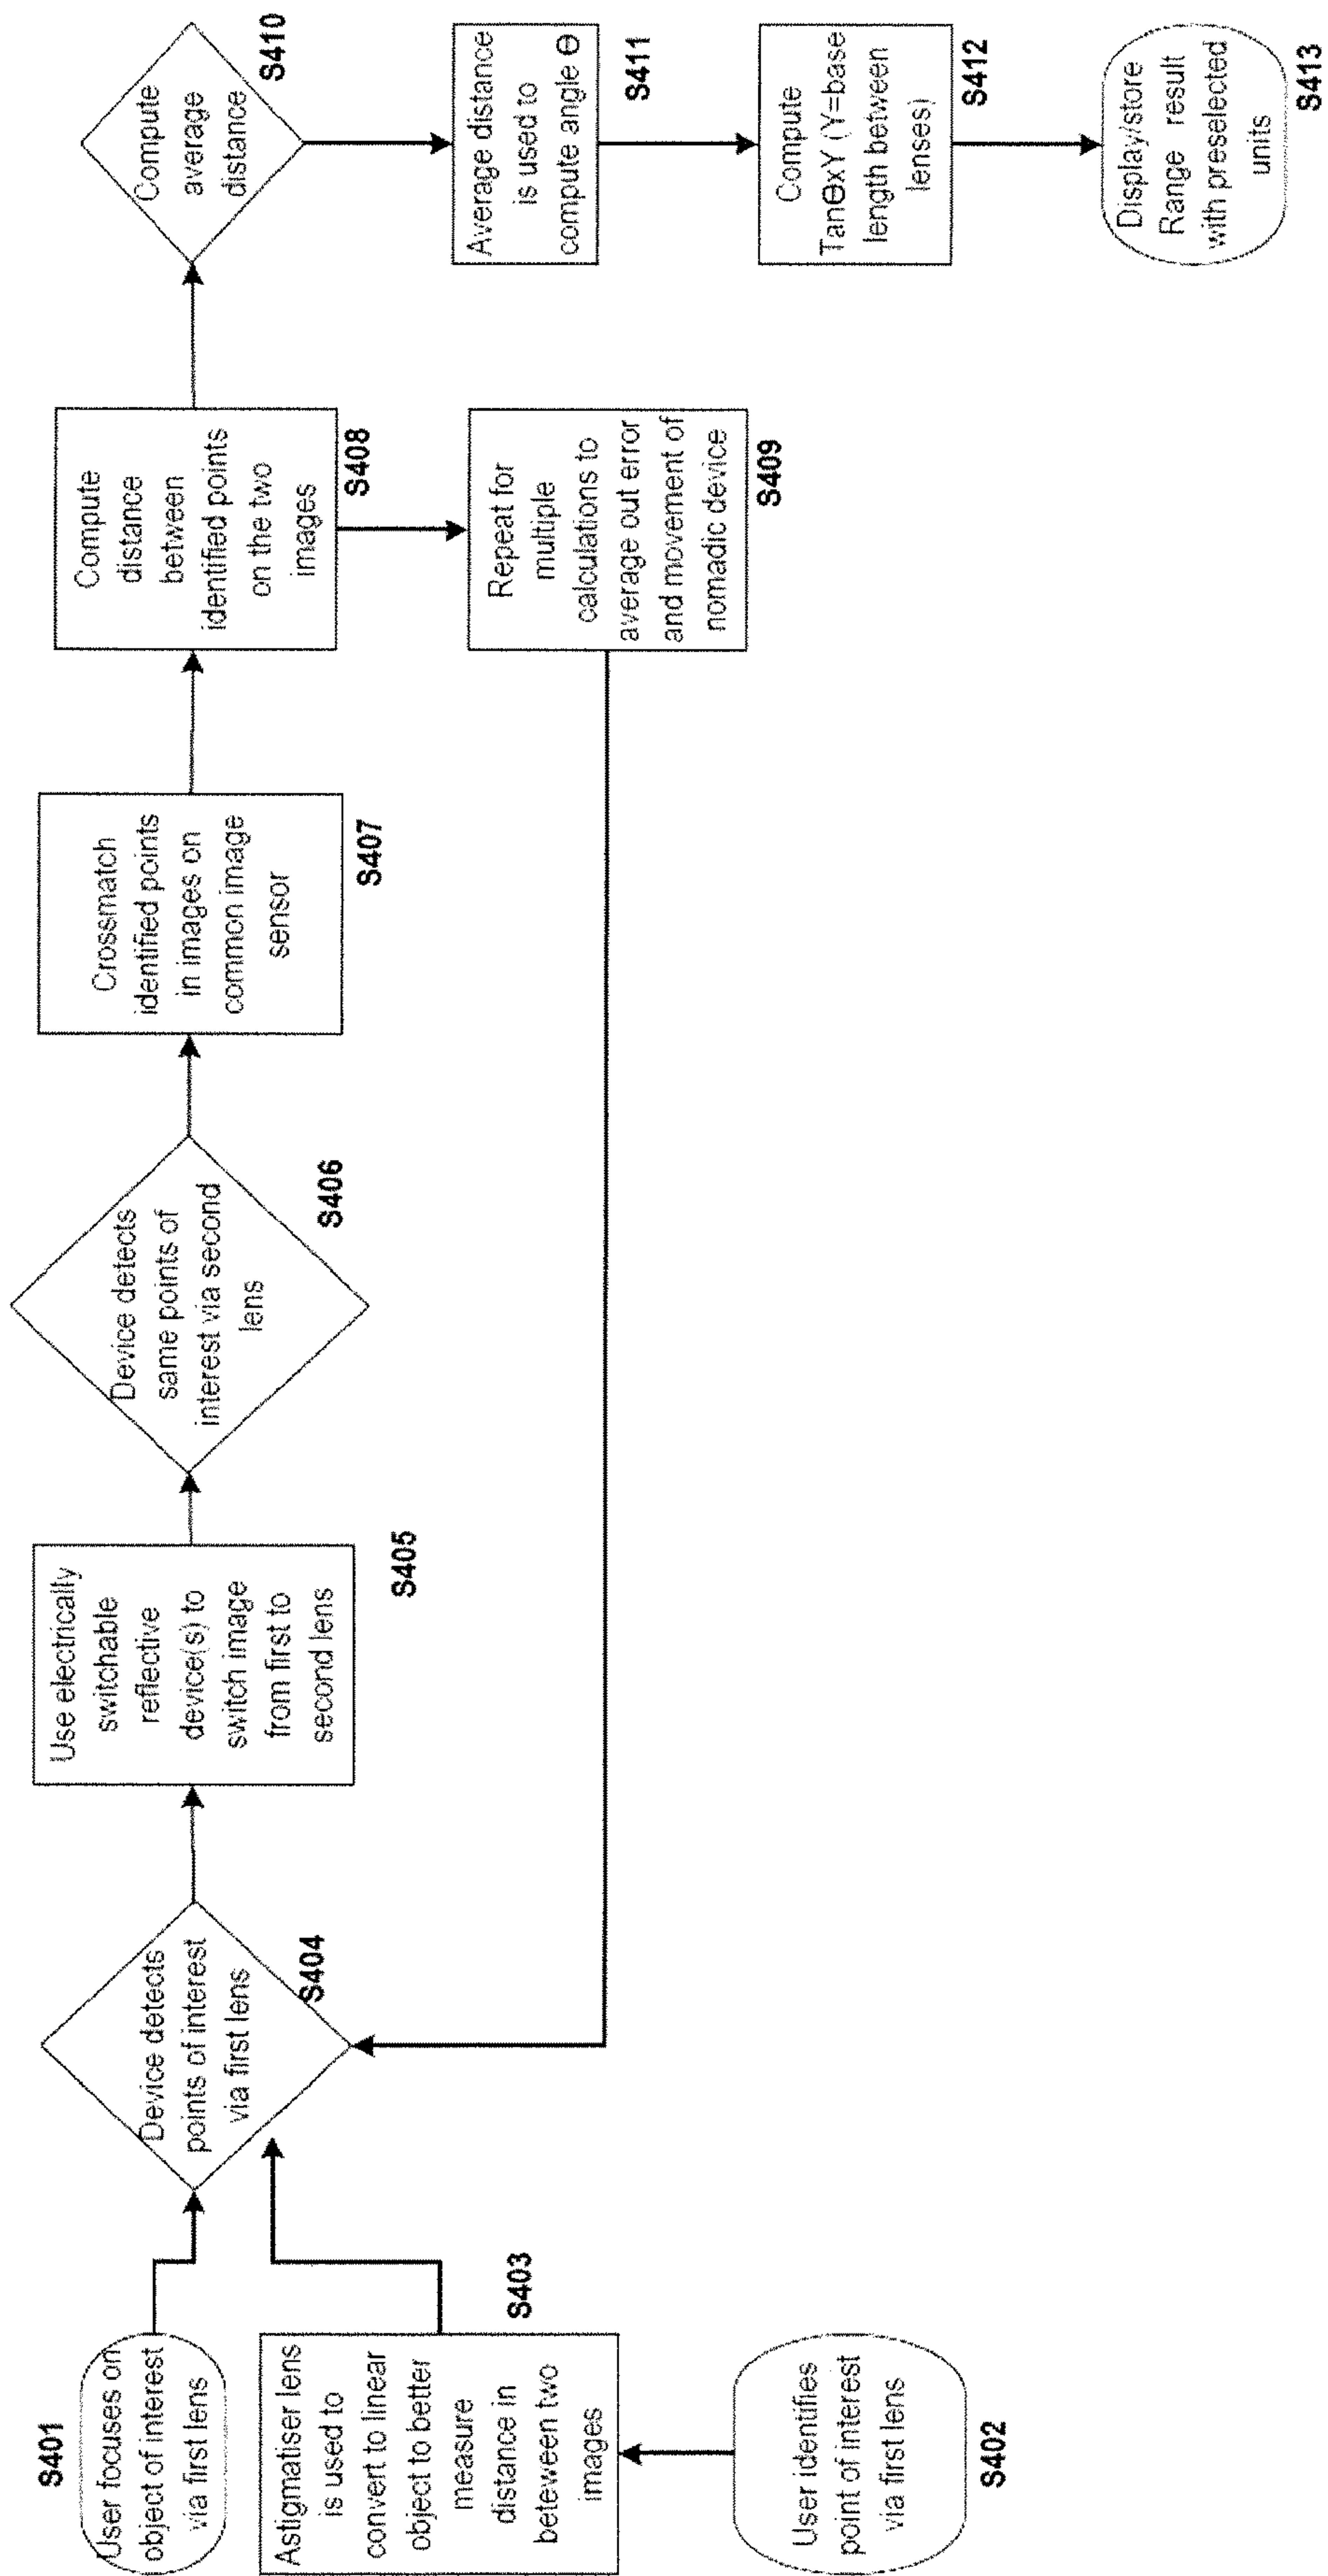 S401
User focuses on
object of interest
via first lens
Astigmatiser lens
is used to
convert to linear
object to better
measure
distance in
beteween two
images
S403
User identifies
point of interest
via first lens
S402
Device detects
points of interest
via first lens
S404
Use electrically
switchable
reflective
device(s) to
switch image
from first to
second lens
S405
Device detects
same points of
interest via second
lens
S406
Crossmatch
identified points
in images on
common image
sensor
S407
Compute
distance
between
identified points
on the two
images
S408
Repeat for
multiple
calculations to
average out error
and movement of
nomadic device
S409
Compute
average
distance
S410
Average distance
is used to
compute angle Θ
S411
Compute
TanΘxY (Y=base
length between
lenses)
S412
Display/store
Range result
with preselected
units
S413